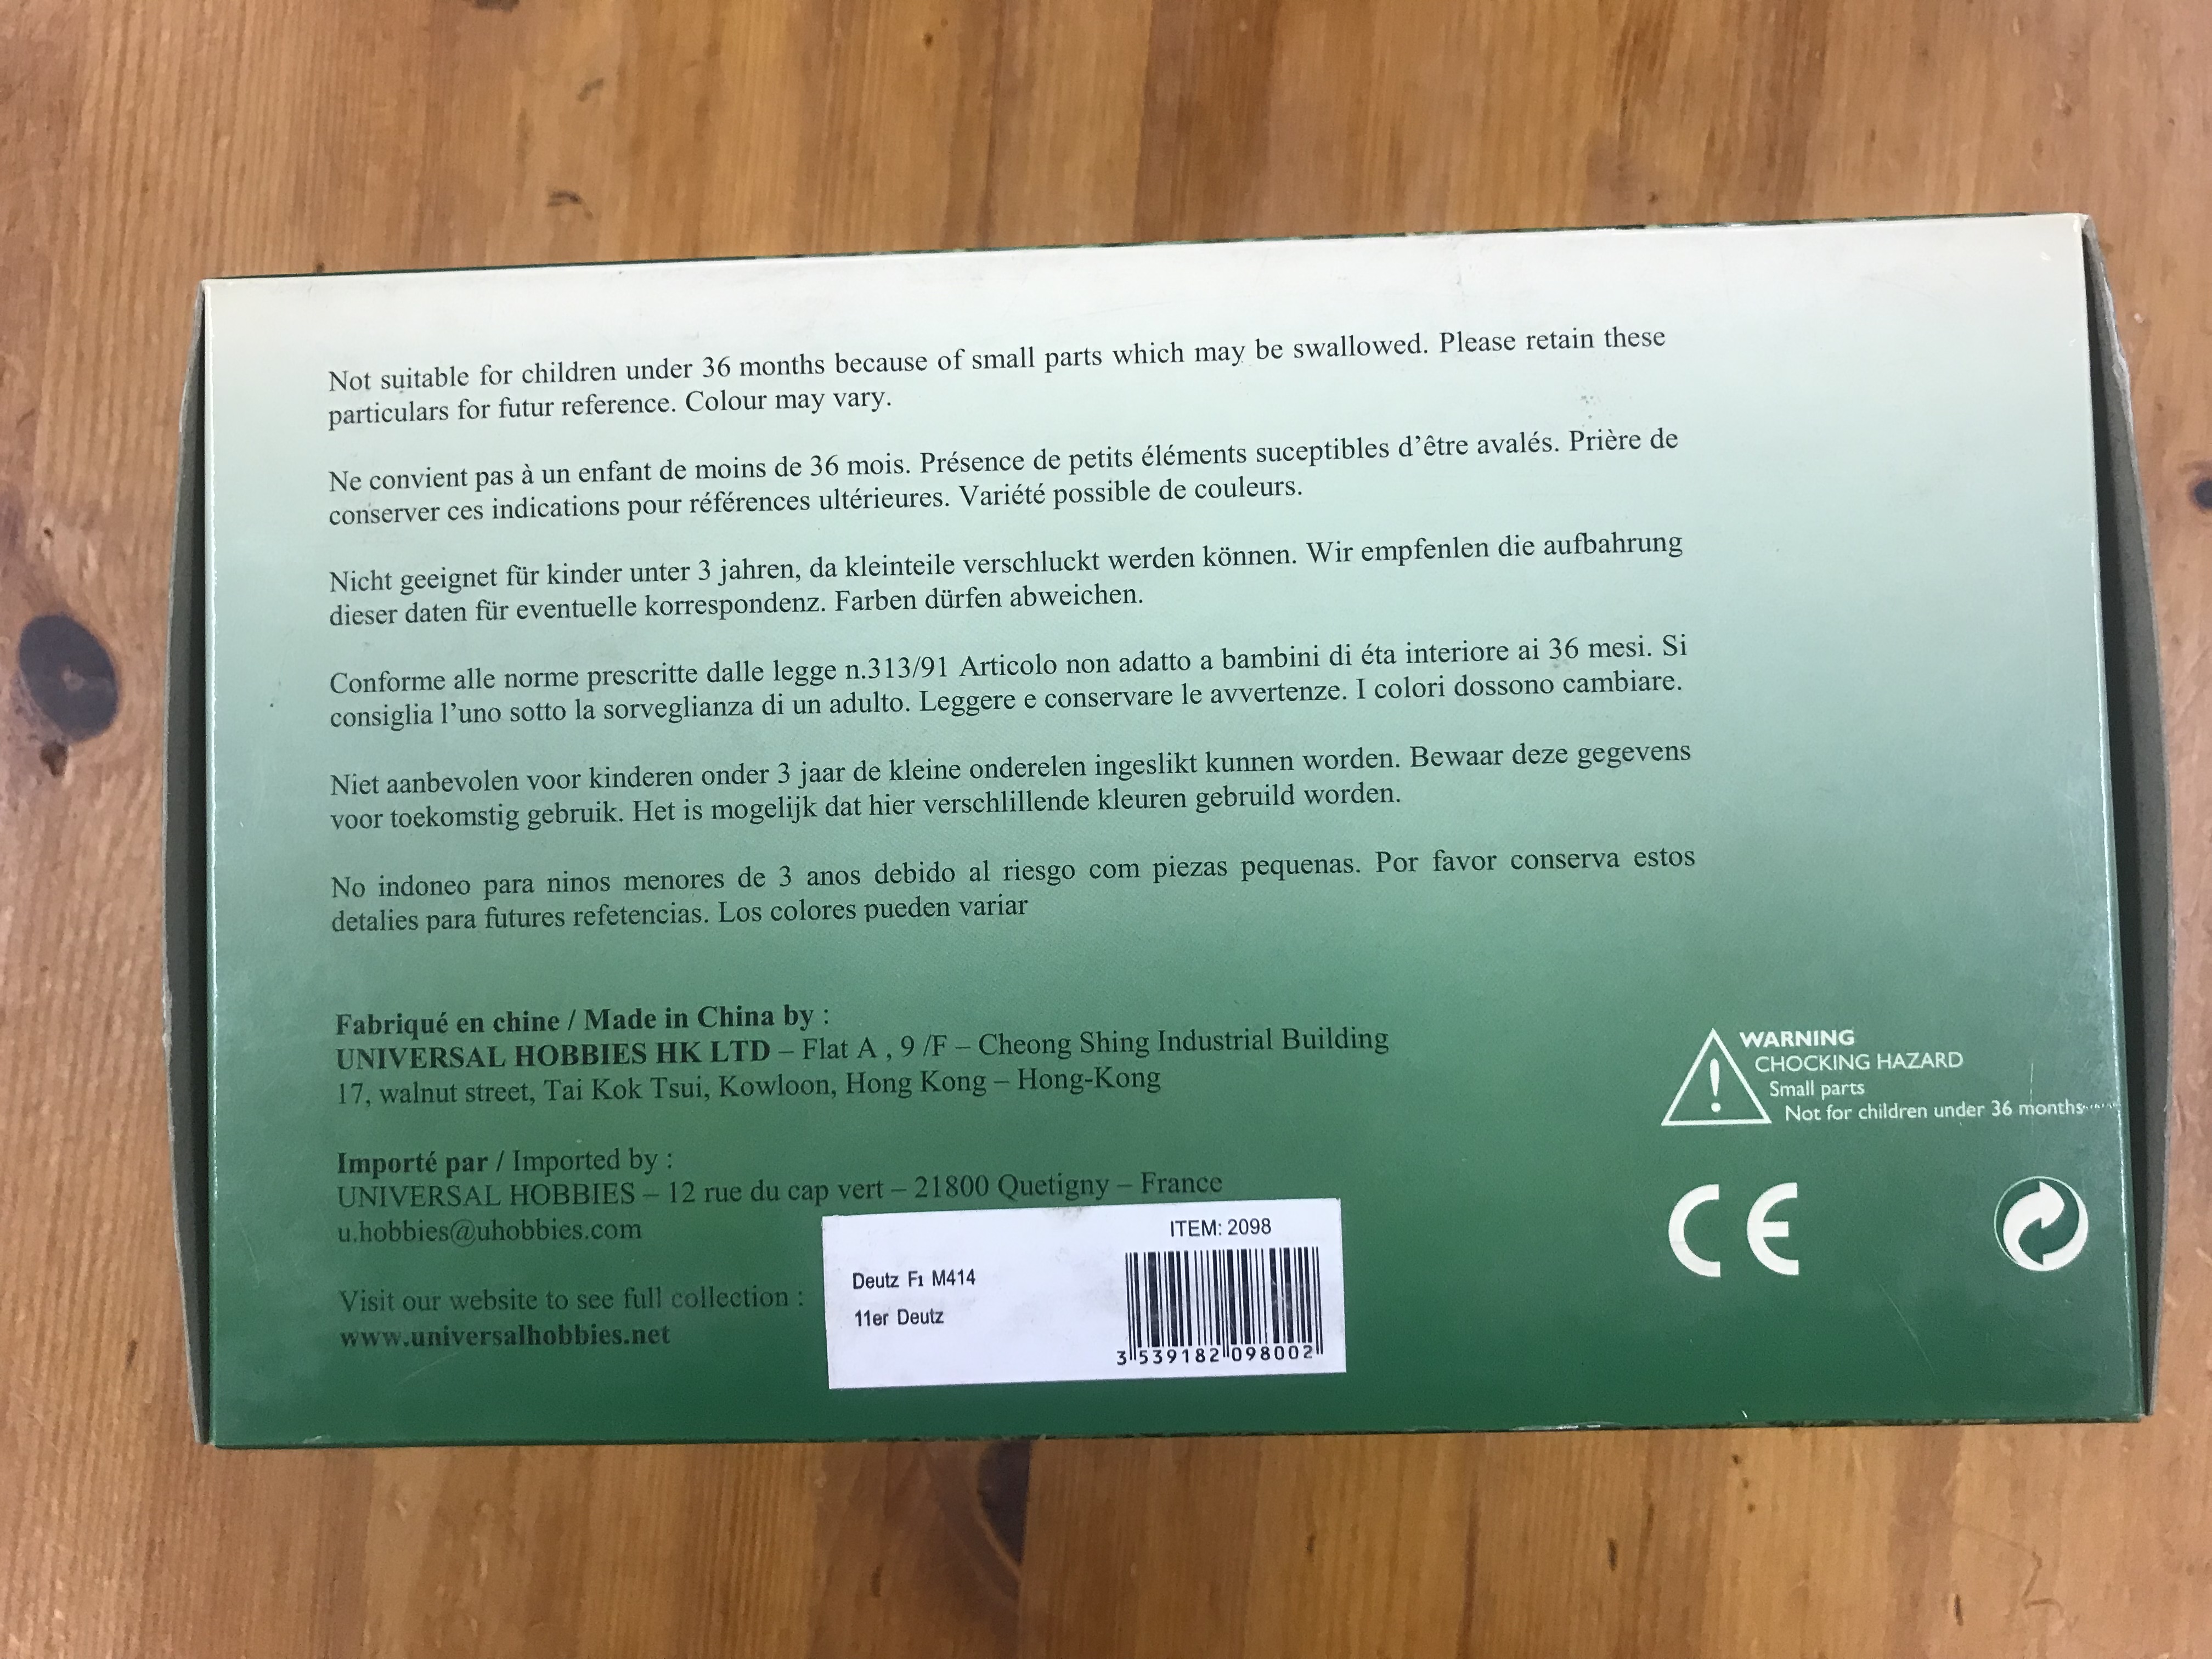 Not suitable for children under 36 months because of small parts which may be swallowed. Please retain these
particulars for futur reference. Colour may vary.
Ne convient pas à un enfant de moins de 36 mois. Présence de petits éléments suceptibles d’être avalés. Prière de
conserver ces indications pour références ultérieures. Variété possible de couleurs.
Nicht geeignet für kinder unter 3 jahren, da kleinteile verschluckt werden können. Wir empfenlen die aufbahrung
dieser daten für eventuelle korrespondenz. Farben dürfen abweichen.
Conforme alle norme prescritte dalle legge n.313/91 Articolo non adatto a bambini di éta interiore ai 36 mesi. Si
consiglia l’uno sotto la sorveglianza di un adulto. Leggere e conservare le avvertenze. I colori dossono cambiare.
Niet aanbevolen voor kinderen onder 3 jaar de kleine onderelen ingeslikt kunnen worden. Bewaar deze gegevens
voor toekomstig gebruik. Het is mogelijk dat hier verschlillende kleuren gebruild worden.
No indoneo para ninos menores de 3 anos debido al riesgo com piezas pequenas. Por favor conserva estos
detalies para futures refetencias. Los colores pueden variar
Fabriqué en chine / Made in China by :
UNIVERSAL HOBBIES HK LTD – Flat A , 9 /F – Cheong Shing Industrial Building
17, walnut street, Tai Kok Tsui, Kowloon, Hong Kong – Hong-Kong
Importé par / Imported by :
UNIVERSAL HOBBIES – 12 rue du cap vert – 21800 Quetigny – France
u.hobbies@uhobbies.com
Visit our website to see full collection :
www.universalhobbies.net
ITEM: 2098
Deutz F1 M414
11er Deutz
3 539182 098002
WARNING
CHOCKING HAZARD
Small parts
Not for children under 36 months
CE